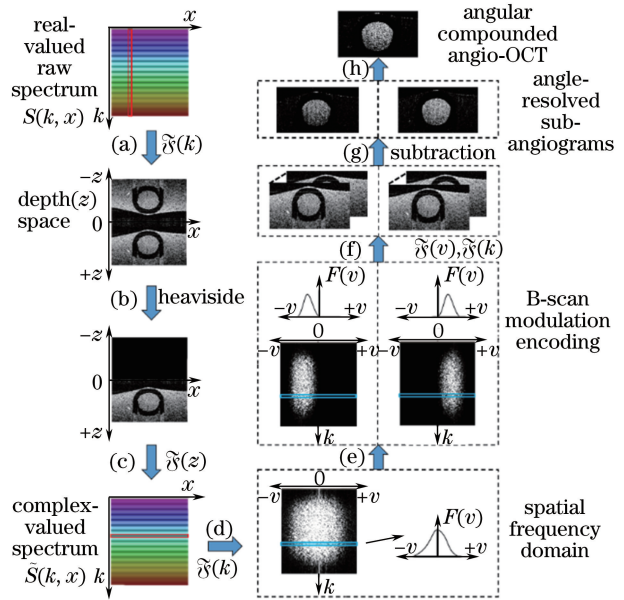 x
real-
valued
raw
spectrum
S(k, x) k
(a) 𝔉(k)
−z
depth(z)
space
0
x
+z
(b) heaviside
−z
0
x
+z
(c) 𝔉(z)
x
complex-
valued
spectrum
S̃(k, x) k
(d)
𝔉(k)
0
−v +v
k
F(v)
−v +v
spatial
frequency
domain
(e)
F(v)
−v +v
0
−v +v
k
F(v)
−v +v
0
−v +v
k
B-scan
modulation
encoding
(f) 𝔉(v),𝔉(k)
(g) subtraction
angle-
resolved
sub-
angiograms
(h)
angular
compounded
angio-OCT